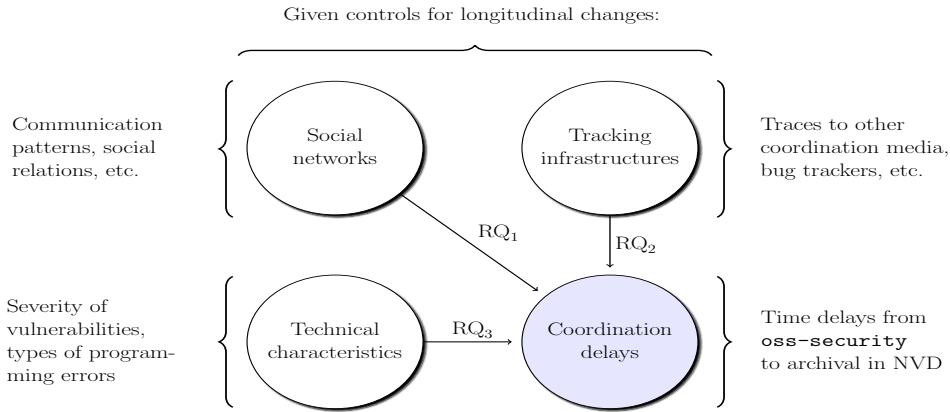 Given controls for longitudinal changes:
Communication
patterns, social
relations, etc.
Social
networks
Tracking
infrastructures
Traces to other
coordination media,
bug trackers, etc.
RQ₁
RQ₂
Severity of
vulnerabilities,
types of program-
ming errors
Technical
characteristics
RQ₃
Coordination
delays
Time delays from
oss-security
to archival in NVD